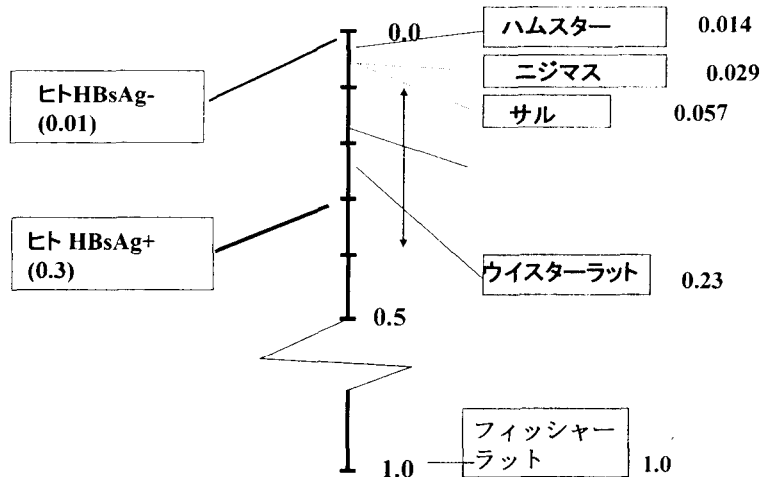 0.0
ハムスター 0.014
ニジマス 0.029
サル 0.057
ヒトHBsAg-
(0.01)
ヒト HBsAg+
(0.3)
ウイスターラット 0.23
0.5
フィッシャー
ラット
1.0
1.0